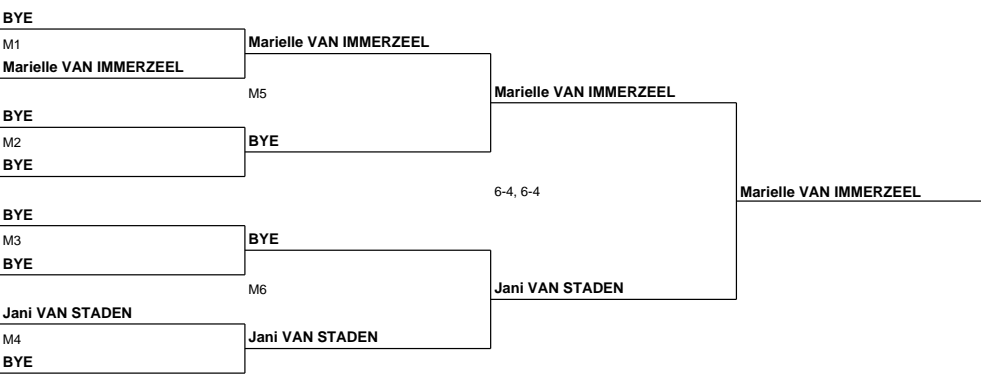 BYE
M1
Marielle VAN IMMERZEEL
Marielle VAN IMMERZEEL
M5
Marielle VAN IMMERZEEL
BYE
M2
BYE
BYE
6-4, 6-4
Marielle VAN IMMERZEEL
BYE
M3
BYE
BYE
M6
Jani VAN STADEN
Jani VAN STADEN
M4
Jani VAN STADEN
BYE